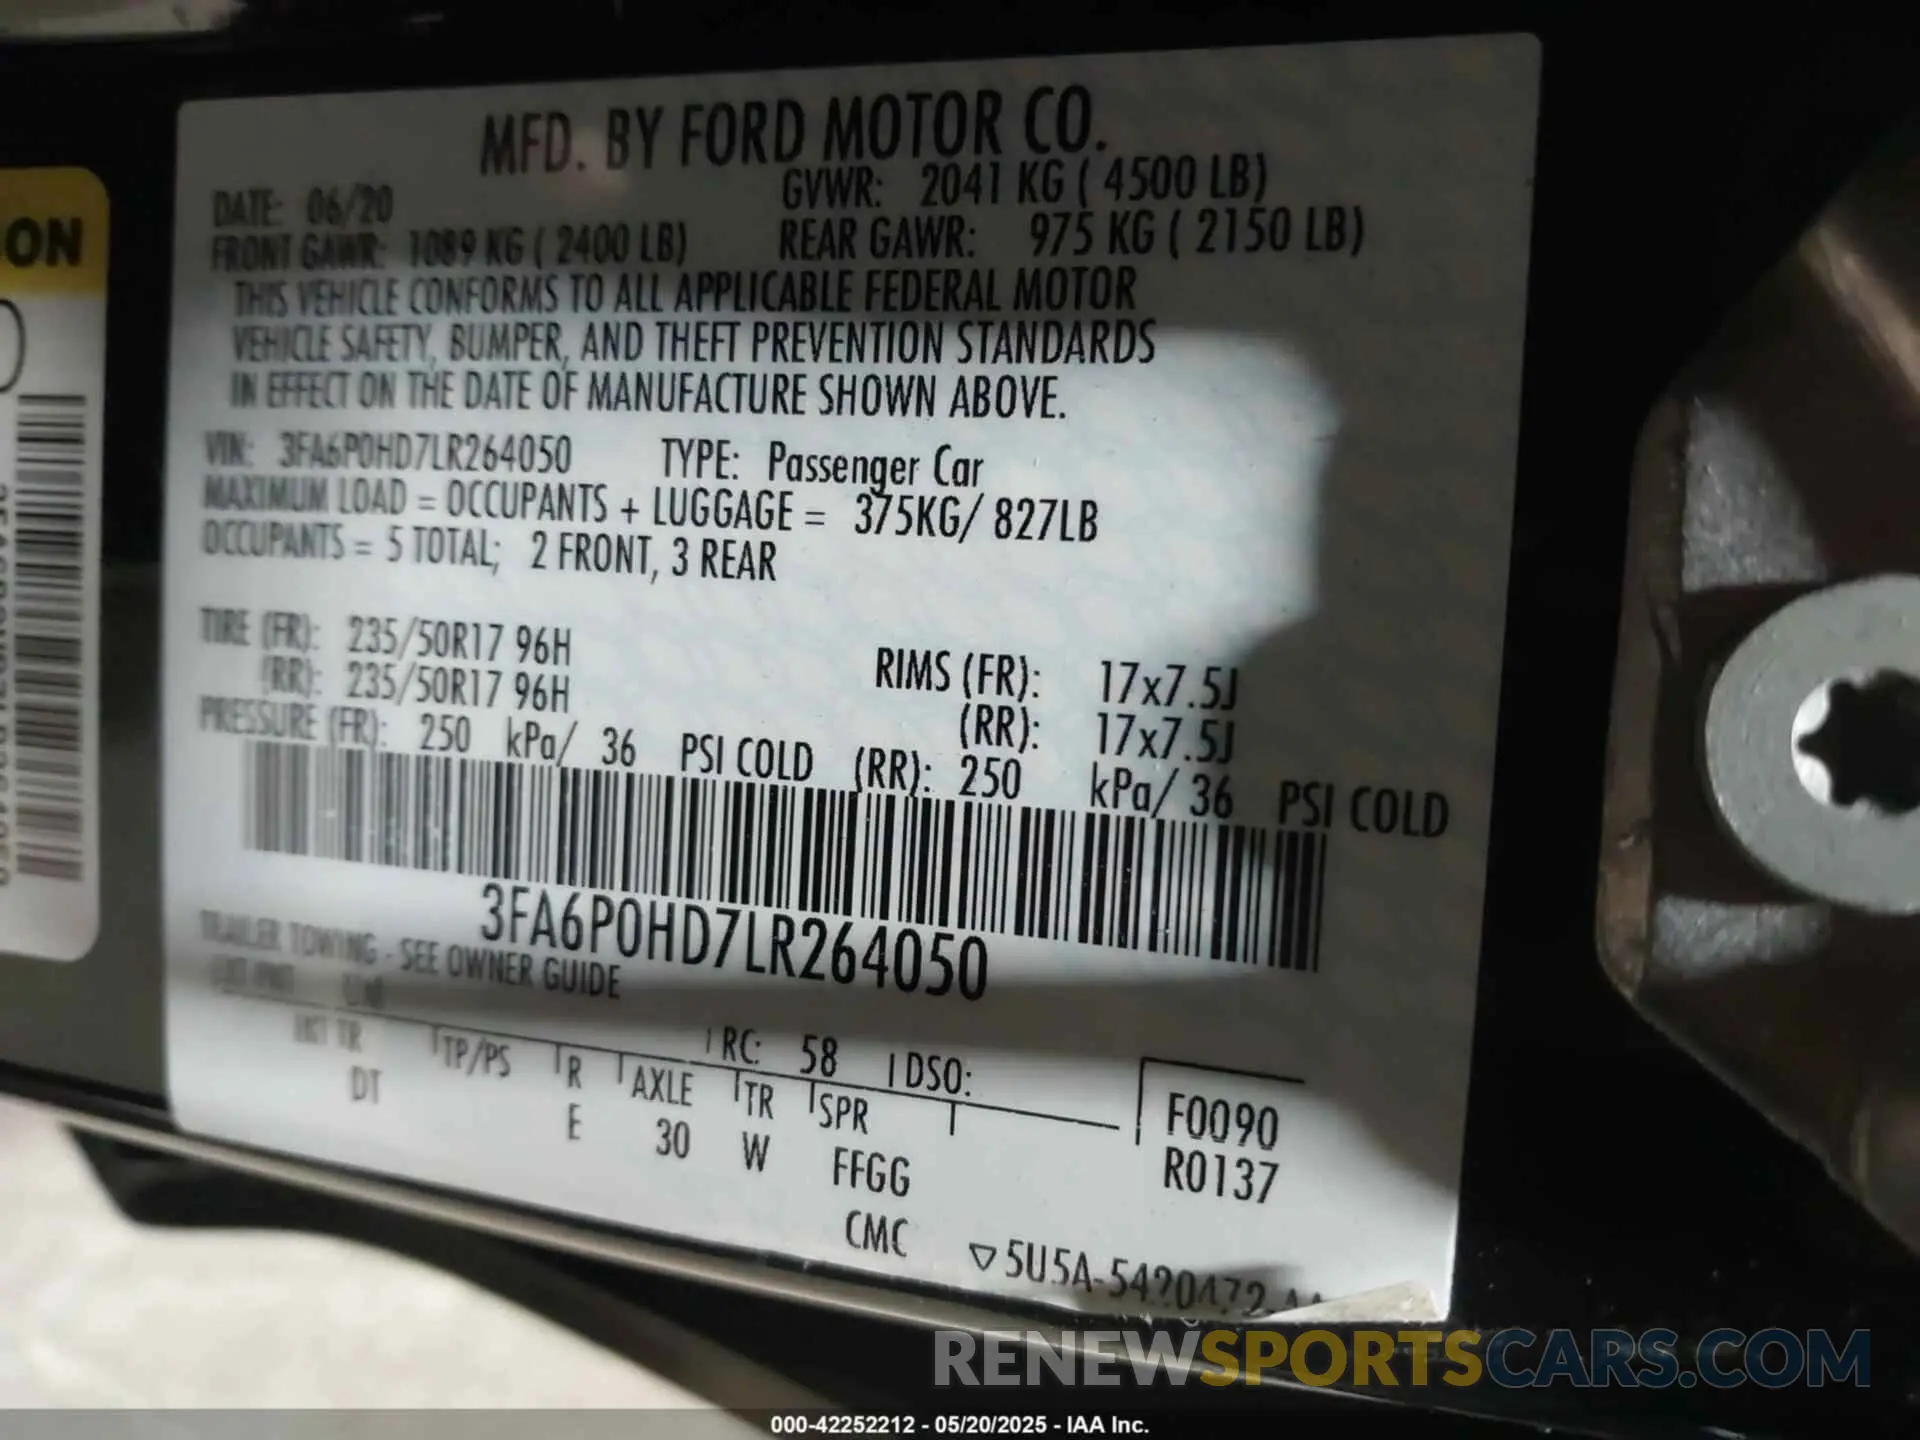 MFD. BY FORD MOTOR CO.
DATE: 06/20
GVWR: 2041 KG ( 4500 LB)
FRONT GAWR: 1089 KG ( 2400 LB)
REAR GAWR: 975 KG ( 2150 LB)
THIS VEHICLE CONFORMS TO ALL APPLICABLE FEDERAL MOTOR
VEHICLE SAFETY, BUMPER, AND THEFT PREVENTION STANDARDS
IN EFFECT ON THE DATE OF MANUFACTURE SHOWN ABOVE.
VIN: 3FA6P0HD7LR264050 TYPE: Passenger Car
MAXIMUM LOAD = OCCUPANTS + LUGGAGE = 375KG/ 827LB
OCCUPANTS = 5 TOTAL; 2 FRONT, 3 REAR
TIRE (FR): 235/50R17 96H RIMS (FR): 17x7.5J
(RR): 235/50R17 96H (RR): 17x7.5J
PRESSURE (FR): 250 kPa/ 36 PSI COLD (RR): 250 kPa/ 36 PSI COLD
3FA6P0HD7LR264050
TRAILER TOWING - SEE OWNER GUIDE
EXT PNT:
RC: 58 DSO:
INT TR TP/PS R AXLE TR SPR
DT E 30 W FFGG
CMC
F0090
R0137
▽5U5A-5420472-AA
ON
RENEWSPORTSCARS.COM
000-42252212 - 05/20/2025 - IAA Inc.